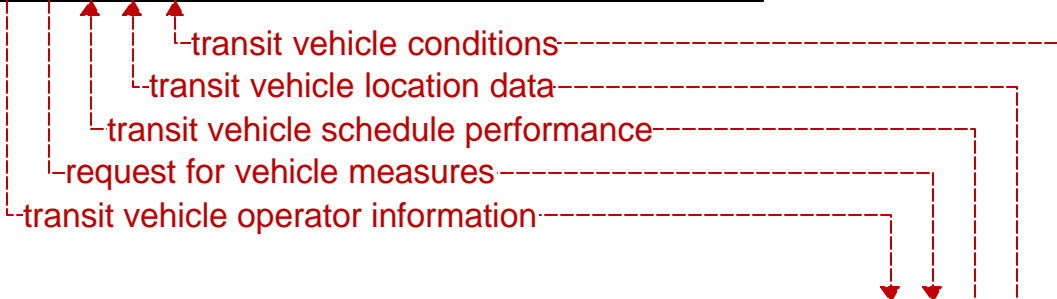 transit vehicle conditions
transit vehicle location data
transit vehicle schedule performance
request for vehicle measures
transit vehicle operator information